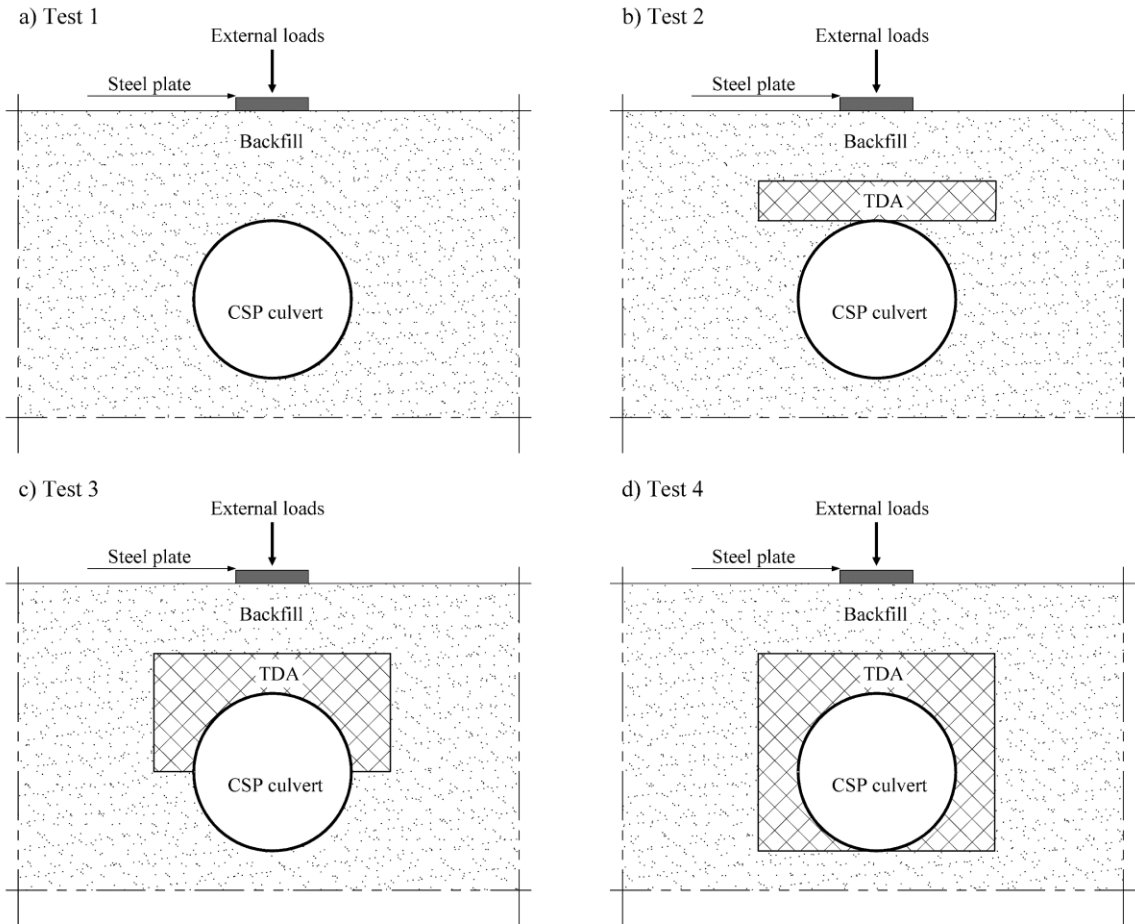 a) Test 1
External loads
Steel plate
Backfill
CSP culvert
b) Test 2
External loads
Steel plate
Backfill
TDA
CSP culvert
c) Test 3
External loads
Steel plate
Backfill
TDA
CSP culvert
d) Test 4
External loads
Steel plate
Backfill
TDA
CSP culvert